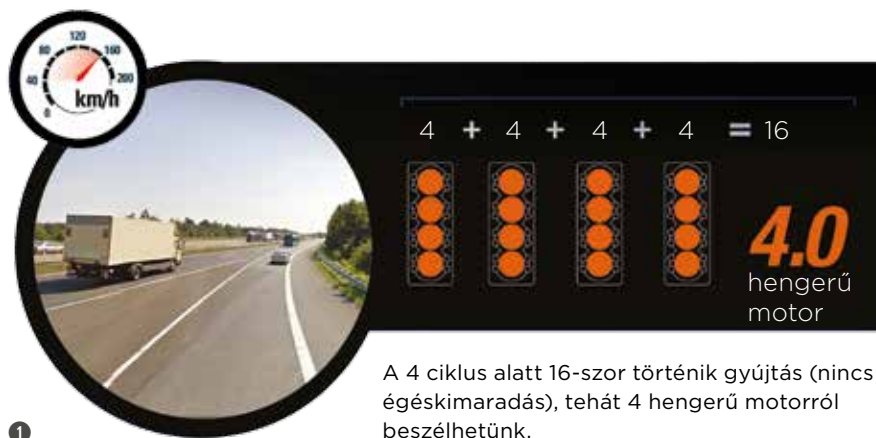 0
40
80
120
160
200
km/h
4 + 4 + 4 + 4 = 16
4.0
hengerű
motor
A 4 ciklus alatt 16-szor történik gyújtás (nincs
égéskimaradás), tehát 4 hengerű motorról
beszélhetünk.
1